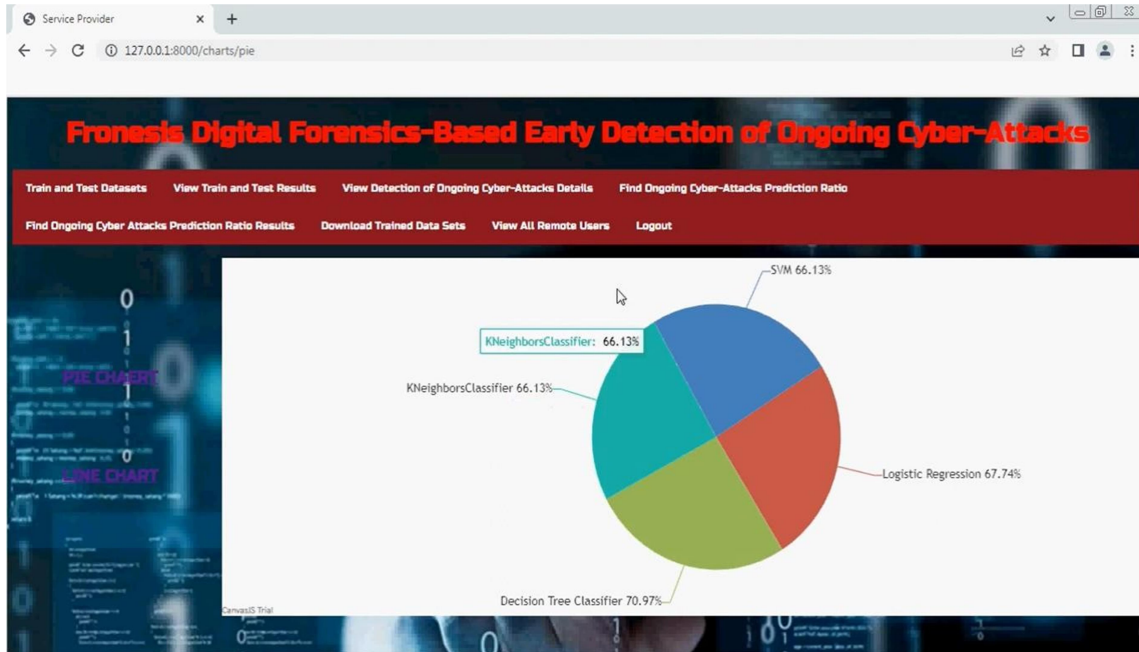 Service Provider
127.0.0.1:8000/charts/pie
Fronesis Digital Forensics-Based Early Detection of Ongoing Cyber-Attacks
Train and Test Datasets View Train and Test Results View Detection of Ongoing Cyber-Attacks Details Find Ongoing Cyber-Attacks Prediction Ratio
Find Ongoing Cyber Attacks Prediction Ratio Results Download Trained Data Sets View All Remote Users Logout
SVM 66.13%
KNeighborsClassifier: 66.13%
PIE CHAERT
KNeighborsClassifier 66.13%
LINE CHART
Logistic Regression 67.74%
Decision Tree Classifier 70.97%
CanvasJS Trial